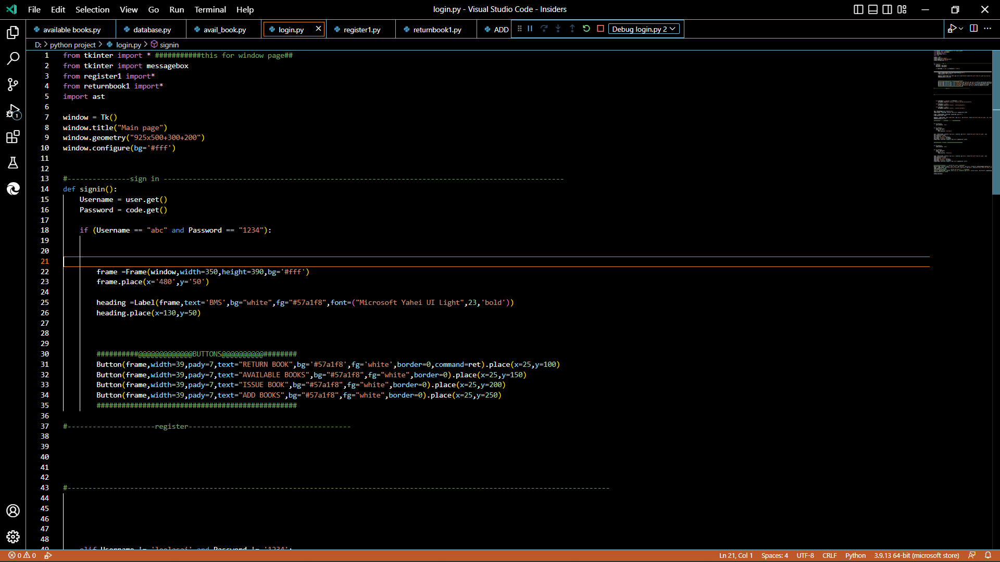 File Edit Selection View Go Run Terminal Help
login.py - Visual Studio Code - Insiders
available books.py database.py avail_book.py login.py register1.py returnbook1.py ADD Debug login.py 2
D: > python project > login.py > signin
1 from tkinter import * ###########this for window page##
2 from tkinter import messagebox
3 from register1 import*
4 from returnbook1 import*
5 import ast
6
7 window = Tk()
8 window.title("Main page")
9 window.geometry("925x500+300+200")
10 window.configure(bg='#fff')
11
12
13 #---------------sign in ------------------------------------------------------------------------------------------------
14 def signin():
15     Username = user.get()
16     Password = code.get()
17
18     if (Username == "abc" and Password == "1234"):
19
20
21
22         frame =Frame(window,width=350,height=390,bg='#fff')
23         frame.place(x='480',y='50')
24
25         heading =Label(frame,text='BMS',bg="white",fg="#57a1f8",font=("Microsoft Yahei UI Light",23,'bold'))
26         heading.place(x=130,y=50)
27
28
29
30         ##########@@@@@@@@@@@@@BUTTONS@@@@@@@@@@########
31         Button(frame,width=39,pady=7,text="RETURN BOOK",bg='#57a1f8',fg='white',border=0,command=ret).place(x=25,y=100)
32         Button(frame,width=39,pady=7,text="AVAILABLE BOOKS",bg="#57a1f8",fg="white",border=0).place(x=25,y=150)
33         Button(frame,width=39,pady=7,text="ISSUE BOOK",bg="#57a1f8",fg="white",border=0).place(x=25,y=200)
34         Button(frame,width=39,pady=7,text="ADD BOOKS",bg="#57a1f8",fg="white",border=0).place(x=25,y=250)
35         ################################################
36
37 #---------------------register---------------------------------------
38
39
40
41
42
43 #----------------------------------------------------------------------------------------------------------------------------------
44
45
46
47
48
49     elif Username != and Password != '1234':
1
0 0
Ln 21, Col 1 Spaces: 4 UTF-8 CRLF Python 3.9.13 64-bit (microsoft store)